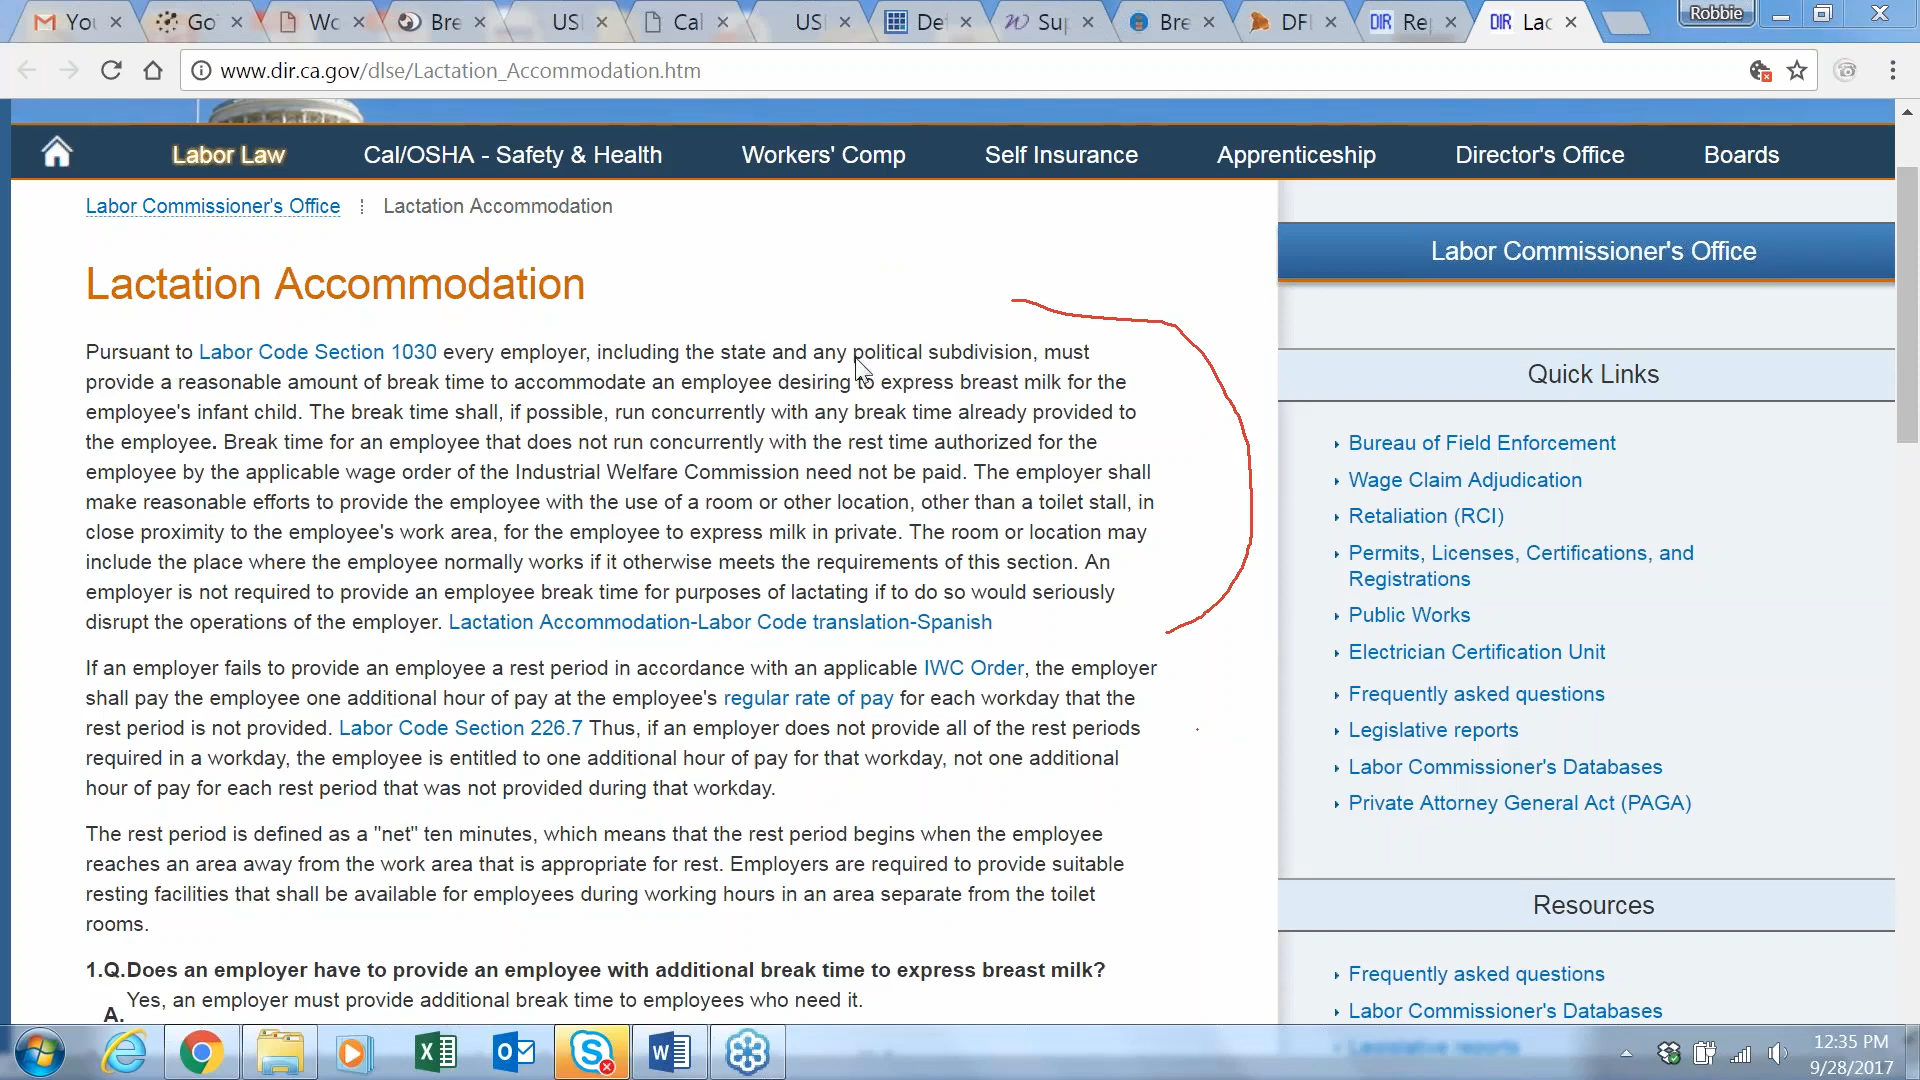 You
Go
Wo
Bre
USI
Cal
USI
De
Sup
Bre
DFI
DIR Rep
DIR Lac
Robbie
www.dir.ca.gov/dlse/Lactation_Accommodation.htm
Labor Law Cal/OSHA - Safety & Health Workers' Comp Self Insurance Apprenticeship Director's Office Boards
Labor Commissioner's Office Lactation Accommodation
Lactation Accommodation
Pursuant to Labor Code Section 1030 every employer, including the state and any political subdivision, must
provide a reasonable amount of break time to accommodate an employee desiring to express breast milk for the
employee's infant child. The break time shall, if possible, run concurrently with any break time already provided to
the employee. Break time for an employee that does not run concurrently with the rest time authorized for the
employee by the applicable wage order of the Industrial Welfare Commission need not be paid. The employer shall
make reasonable efforts to provide the employee with the use of a room or other location, other than a toilet stall, in
close proximity to the employee's work area, for the employee to express milk in private. The room or location may
include the place where the employee normally works if it otherwise meets the requirements of this section. An
employer is not required to provide an employee break time for purposes of lactating if to do so would seriously
disrupt the operations of the employer. Lactation Accommodation-Labor Code translation-Spanish
If an employer fails to provide an employee a rest period in accordance with an applicable IWC Order, the employer
shall pay the employee one additional hour of pay at the employee's regular rate of pay for each workday that the
rest period is not provided. Labor Code Section 226.7 Thus, if an employer does not provide all of the rest periods
required in a workday, the employee is entitled to one additional hour of pay for that workday, not one additional
hour of pay for each rest period that was not provided during that workday.
The rest period is defined as a "net" ten minutes, which means that the rest period begins when the employee
reaches an area away from the work area that is appropriate for rest. Employers are required to provide suitable
resting facilities that shall be available for employees during working hours in an area separate from the toilet
rooms.
1.Q.Does an employer have to provide an employee with additional break time to express breast milk?
A. Yes, an employer must provide additional break time to employees who need it.
Labor Commissioner's Office
Quick Links
Bureau of Field Enforcement
Wage Claim Adjudication
Retaliation (RCI)
Permits, Licenses, Certifications, and
Registrations
Public Works
Electrician Certification Unit
Frequently asked questions
Legislative reports
Labor Commissioner's Databases
Private Attorney General Act (PAGA)
Resources
Frequently asked questions
Labor Commissioner's Databases
Legislative reports
12:35 PM
9/28/2017